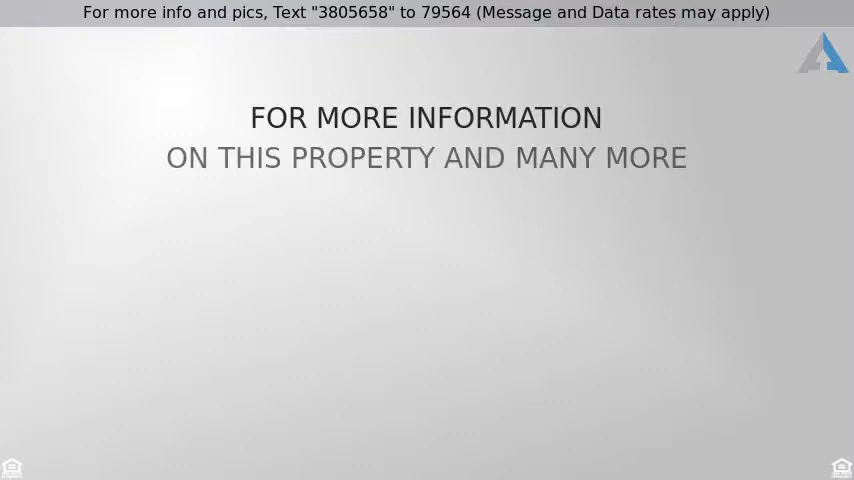 For more info and pics, Text "3805658" to 79564 (Message and Data rates may apply)
FOR MORE INFORMATION
ON THIS PROPERTY AND MANY MORE